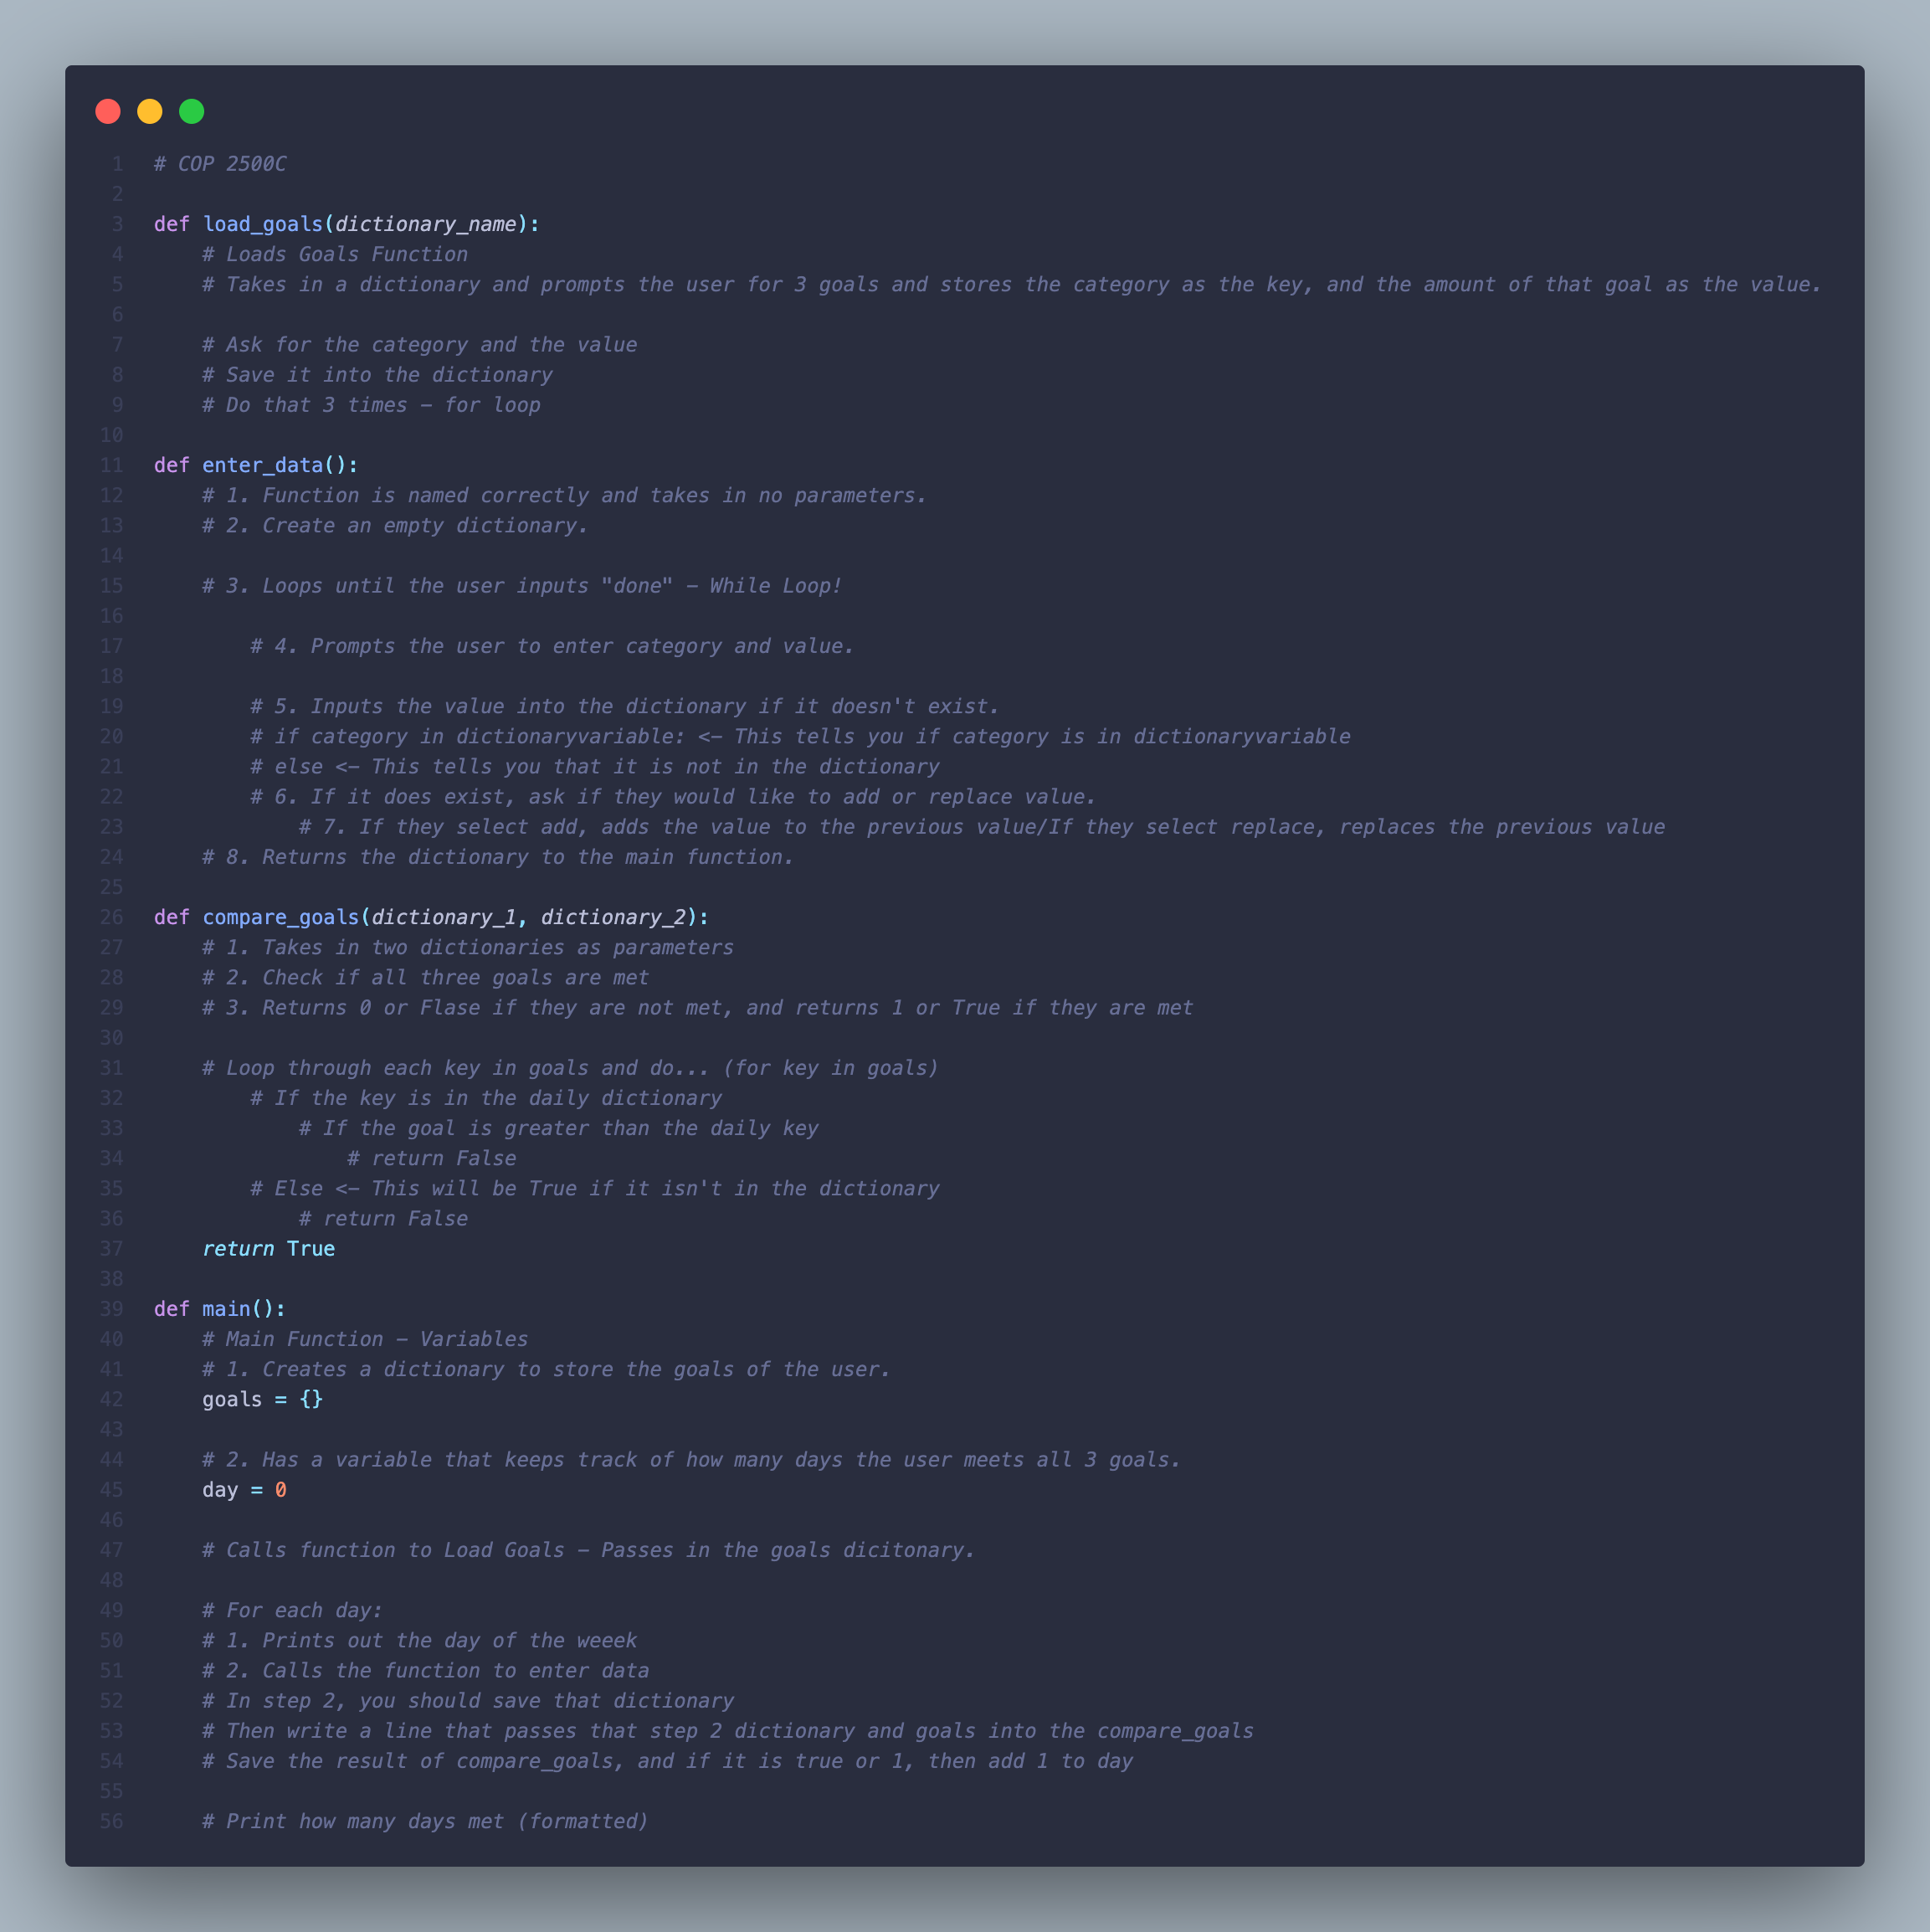 1 # COP 2500C
2
3 def load_goals(dictionary_name):
4     # Loads Goals Function
5     # Takes in a dictionary and prompts the user for 3 goals and stores the category as the key, and the amount of that goal as the value.
6
7     # Ask for the category and the value
8     # Save it into the dictionary
9     # Do that 3 times - for loop
10
11 def enter_data():
12     # 1. Function is named correctly and takes in no parameters.
13     # 2. Create an empty dictionary.
14
15     # 3. Loops until the user inputs "done" - While Loop!
16
17         # 4. Prompts the user to enter category and value.
18
19         # 5. Inputs the value into the dictionary if it doesn't exist.
20         # if category in dictionaryvariable: <- This tells you if category is in dictionaryvariable
21         # else <- This tells you that it is not in the dictionary
22         # 6. If it does exist, ask if they would like to add or replace value.
23             # 7. If they select add, adds the value to the previous value/If they select replace, replaces the previous value
24     # 8. Returns the dictionary to the main function.
25
26 def compare_goals(dictionary_1, dictionary_2):
27     # 1. Takes in two dictionaries as parameters
28     # 2. Check if all three goals are met
29     # 3. Returns 0 or Flase if they are not met, and returns 1 or True if they are met
30
31     # Loop through each key in goals and do... (for key in goals)
32         # If the key is in the daily dictionary
33             # If the goal is greater than the daily key
34                 # return False
35         # Else <- This will be True if it isn't in the dictionary
36             # return False
37     return True
38
39 def main():
40     # Main Function - Variables
41     # 1. Creates a dictionary to store the goals of the user.
42     goals = {}
43
44     # 2. Has a variable that keeps track of how many days the user meets all 3 goals.
45     day = 0
46
47     # Calls function to Load Goals - Passes in the goals dicitonary.
48
49     # For each day:
50     # 1. Prints out the day of the weeek
51     # 2. Calls the function to enter data
52     # In step 2, you should save that dictionary
53     # Then write a line that passes that step 2 dictionary and goals into the compare_goals
54     # Save the result of compare_goals, and if it is true or 1, then add 1 to day
55
56     # Print how many days met (formatted)